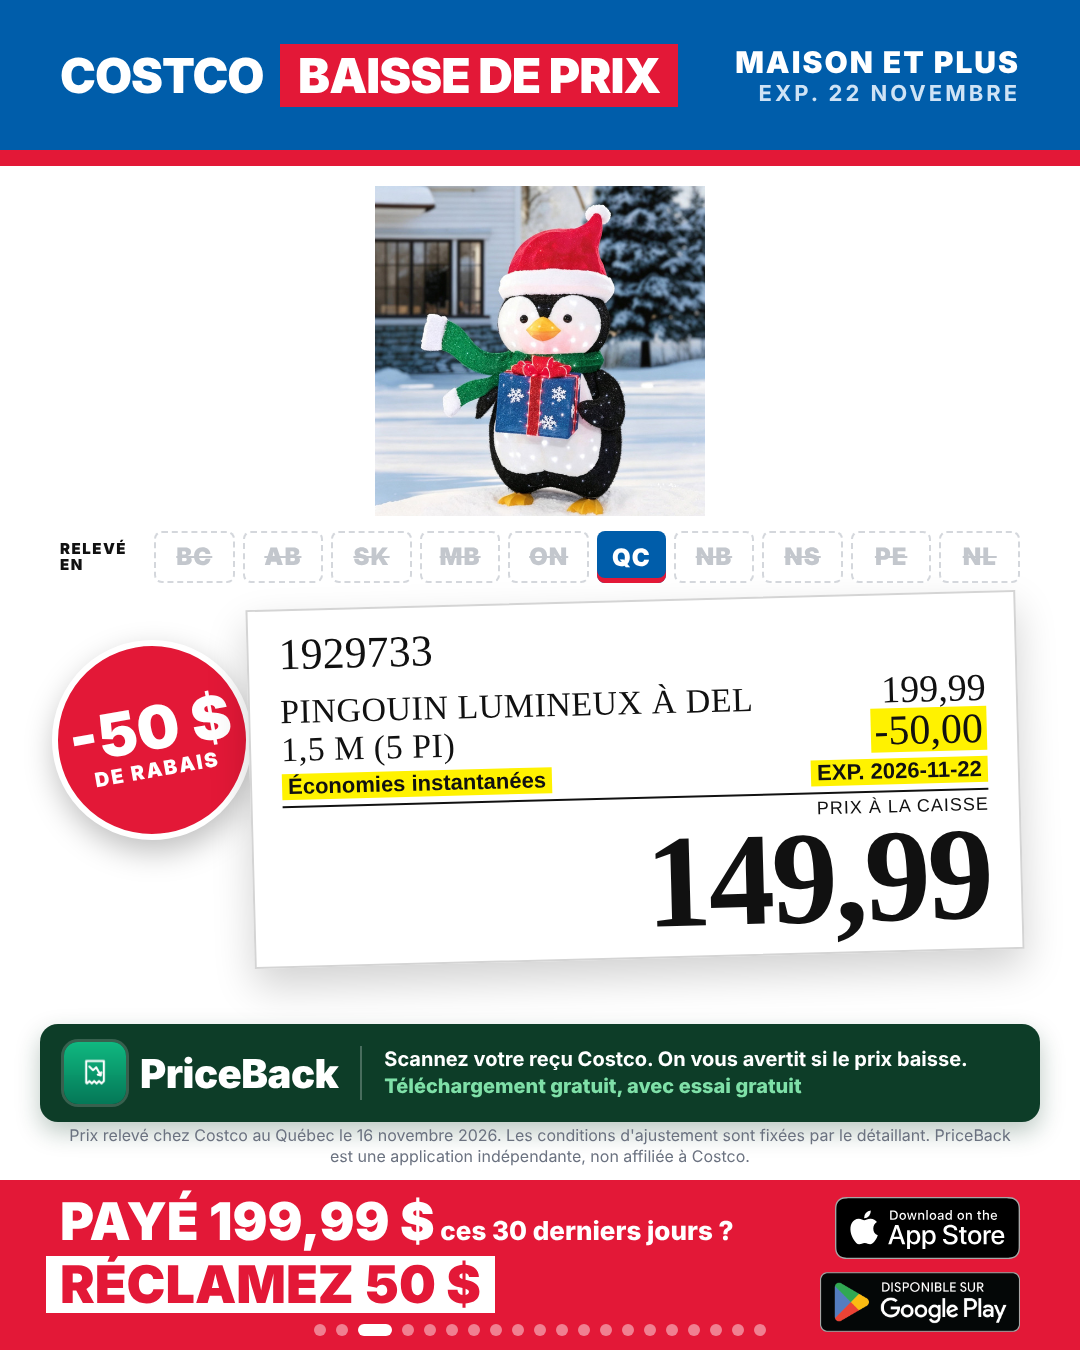 COSTCO BAISSE DE PRIX
MAISON ET PLUS
EXP. 22 NOVEMBRE
RELEVÉ EN
BC AB SK MB ON QC NB NS PE NL
-50 $
DE RABAIS
1929733
PINGOUIN LUMINEUX À DEL
1,5 M (5 PI)
Économies instantanées
199,99
-50,00
EXP. 2026-11-22
PRIX À LA CAISSE
149,99
PriceBack
Scannez votre reçu Costco. On vous avertit si le prix baisse.
Téléchargement gratuit, avec essai gratuit
Prix relevé chez Costco au Québec le 16 novembre 2026. Les conditions d'ajustement sont fixées par le détaillant. PriceBack
est une application indépendante, non affiliée à Costco.
PAYÉ 199,99 $ ces 30 derniers jours ?
RÉCLAMEZ 50 $
Download on the
App Store
DISPONIBLE SUR
Google Play